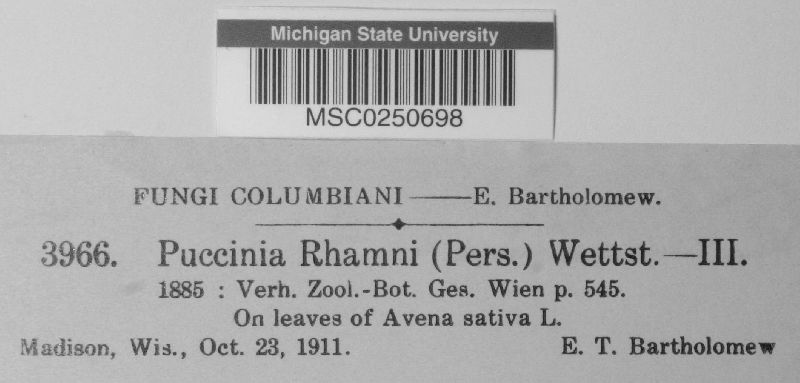 Michigan State University
MSC0250698
FUNGI COLUMBIANI —— E. Bartholomew.
3966. Puccinia Rhamni (Pers.) Wettst.—III.
1885 : Verh. Zool.-Bot. Ges. Wien p. 545.
On leaves of Avena sativa L.
Madison, Wis., Oct. 23, 1911. E. T. Bartholomew